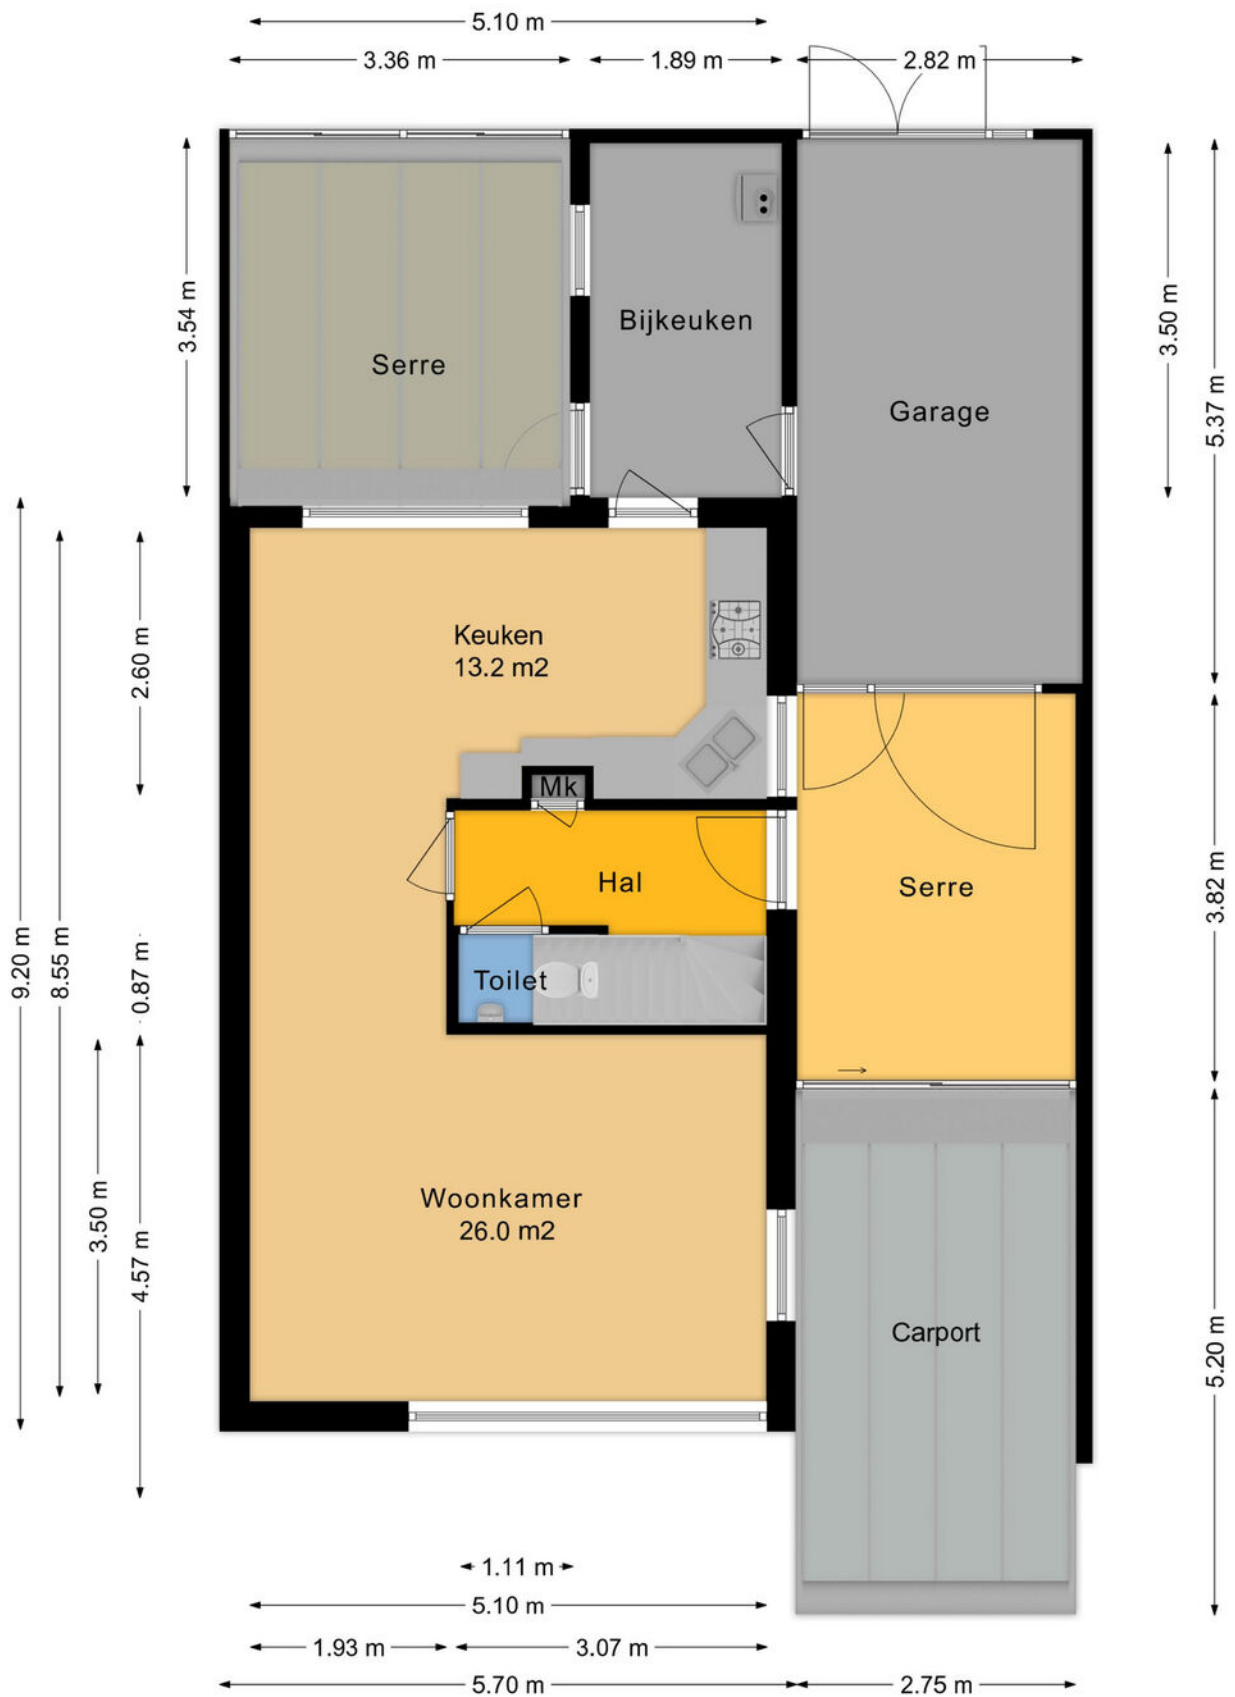 5.10 m
3.36 m
1.89 m
2.82 m
3.54 m
3.50 m
5.37 m
Bijkeuken
Serre
Garage
Keuken
13.2 m2
2.60 m
Mk
Hal
Serre
3.82 m
9.20 m
8.55 m
0.87 m
Toilet
Woonkamer
26.0 m2
3.50 m
4.57 m
Carport
5.20 m
1.11 m
5.10 m
1.93 m
3.07 m
5.70 m
2.75 m